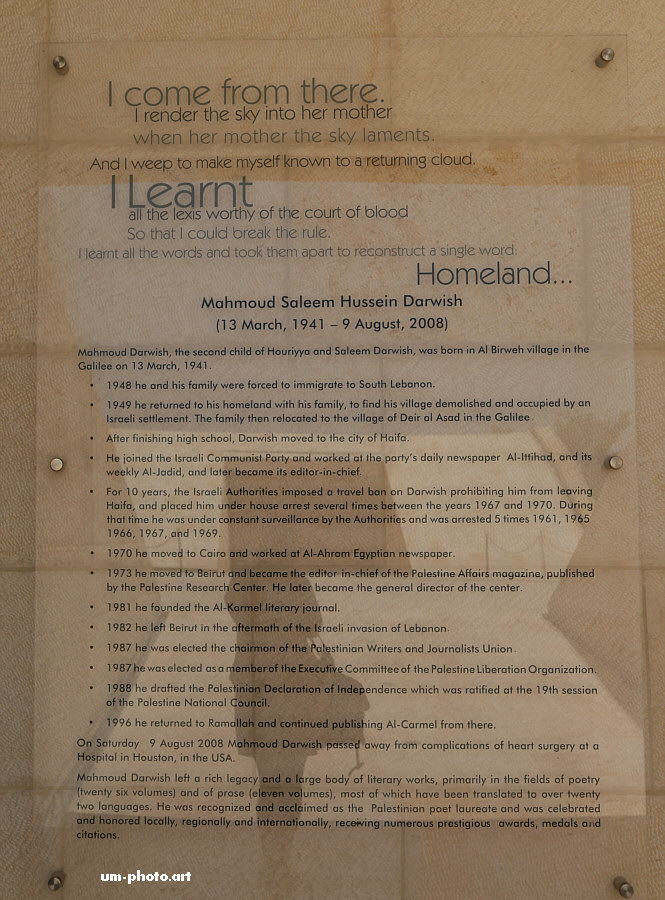 I come from there.
I render the sky into her mother
when her mother the sky laments.
And I weep to make myself known to a returning cloud.
I Learnt
all the lexis worthy of the court of blood
So that I could break the rule.
I learnt all the words and took them apart to reconstruct a single word:
Homeland...
Mahmoud Saleem Hussein Darwish
(13 March, 1941 – 9 August, 2008)
Mahmoud Darwish, the second child of Houriyya and Saleem Darwish, was born in Al Birweh village in the
Galilee on 13 March, 1941.
• 1948 he and his family were forced to immigrate to South Lebanon.
• 1949 he returned to his homeland with his family, to find his village demolished and occupied by an
Israeli settlement. The family then relocated to the village of Deir al Asad in the Galilee.
• After finishing high school, Darwish moved to the city of Haifa.
• He joined the Israeli Communist Party and worked at the party's daily newspaper Al-Ittihad, and its
weekly Al-Jadid, and later became its editor-in-chief.
• For 10 years, the Israeli Authorities imposed a travel ban on Darwish prohibiting him from leaving
Haifa, and placed him under house arrest several times between the years 1967 and 1970. During
that time he was under constant surveillance by the Authorities and was arrested 5 times 1961, 1965
1966, 1967, and 1969.
• 1970 he moved to Cairo and worked at Al-Ahram Egyptian newspaper.
• 1973 he moved to Beirut and became the editor in-chief of the Palestine Affairs magazine, published
by the Palestine Research Center. He later became the general director of the center.
• 1981 he founded the Al-Karmel literary journal.
• 1982 he left Beirut in the aftermath of the Israeli invasion of Lebanon.
• 1987 he was elected the chairman of the Palestinian Writers and Journalists Union.
• 1987 he was elected as a member of the Executive Committee of the Palestine Liberation Organization.
• 1988 he drafted the Palestinian Declaration of Independence which was ratified at the 19th session
of the Palestine National Council.
• 1996 he returned to Ramallah and continued publishing Al-Carmel from there.
On Saturday 9 August 2008 Mahmoud Darwish passed away from complications of heart surgery at a
Hospital in Houston, in the USA.
Mahmoud Darwish left a rich legacy and a large body of literary works, primarily in the fields of poetry
(twenty six volumes) and of prose (eleven volumes), most of which have been translated to over twenty
two languages. He was recognized and acclaimed as the Palestinian poet laureate and was celebrated
and honored locally, regionally and internationally, receiving numerous prestigious awards, medals and
citations.
um-photo.art